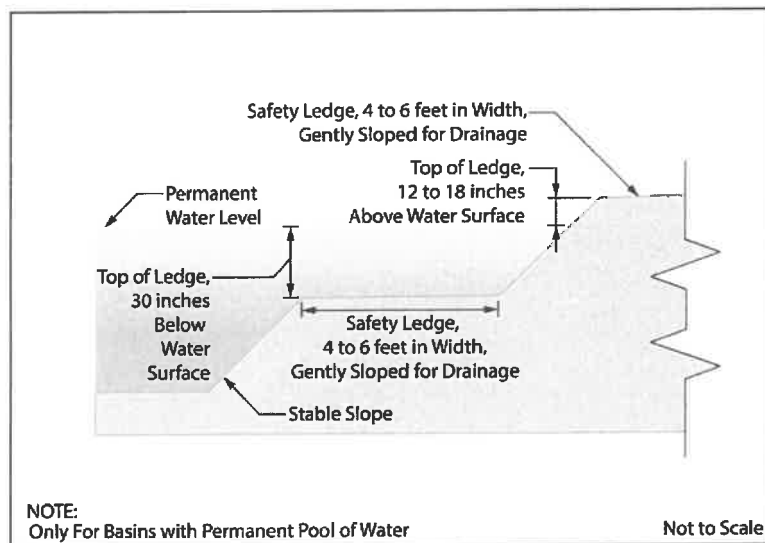 Safety Ledge, 4 to 6 feet in Width,
Gently Sloped for Drainage
Top of Ledge,
12 to 18 inches
Above Water Surface
Permanent
Water Level
Top of Ledge,
30 inches
Below
Water
Surface
Safety Ledge,
4 to 6 feet in Width,
Gently Sloped for Drainage
Stable Slope
NOTE:
Only For Basins with Permanent Pool of Water
Not to Scale